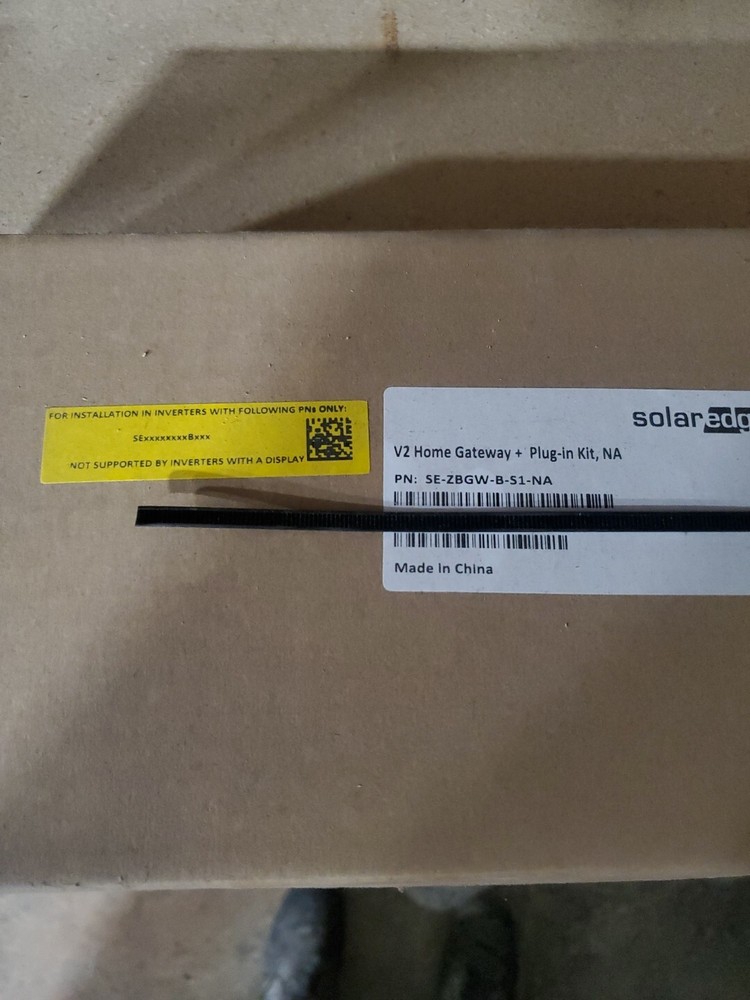 FOR INSTALLATION IN INVERTERS WITH FOLLOWING PNs ONLY:
SExxxxxxxxBxxx
NOT SUPPORTED BY INVERTERS WITH A DISPLAY
solaredg
V2 Home Gateway + Plug-in Kit, NA
PN: SE-ZBGW-B-S1-NA
Made In China